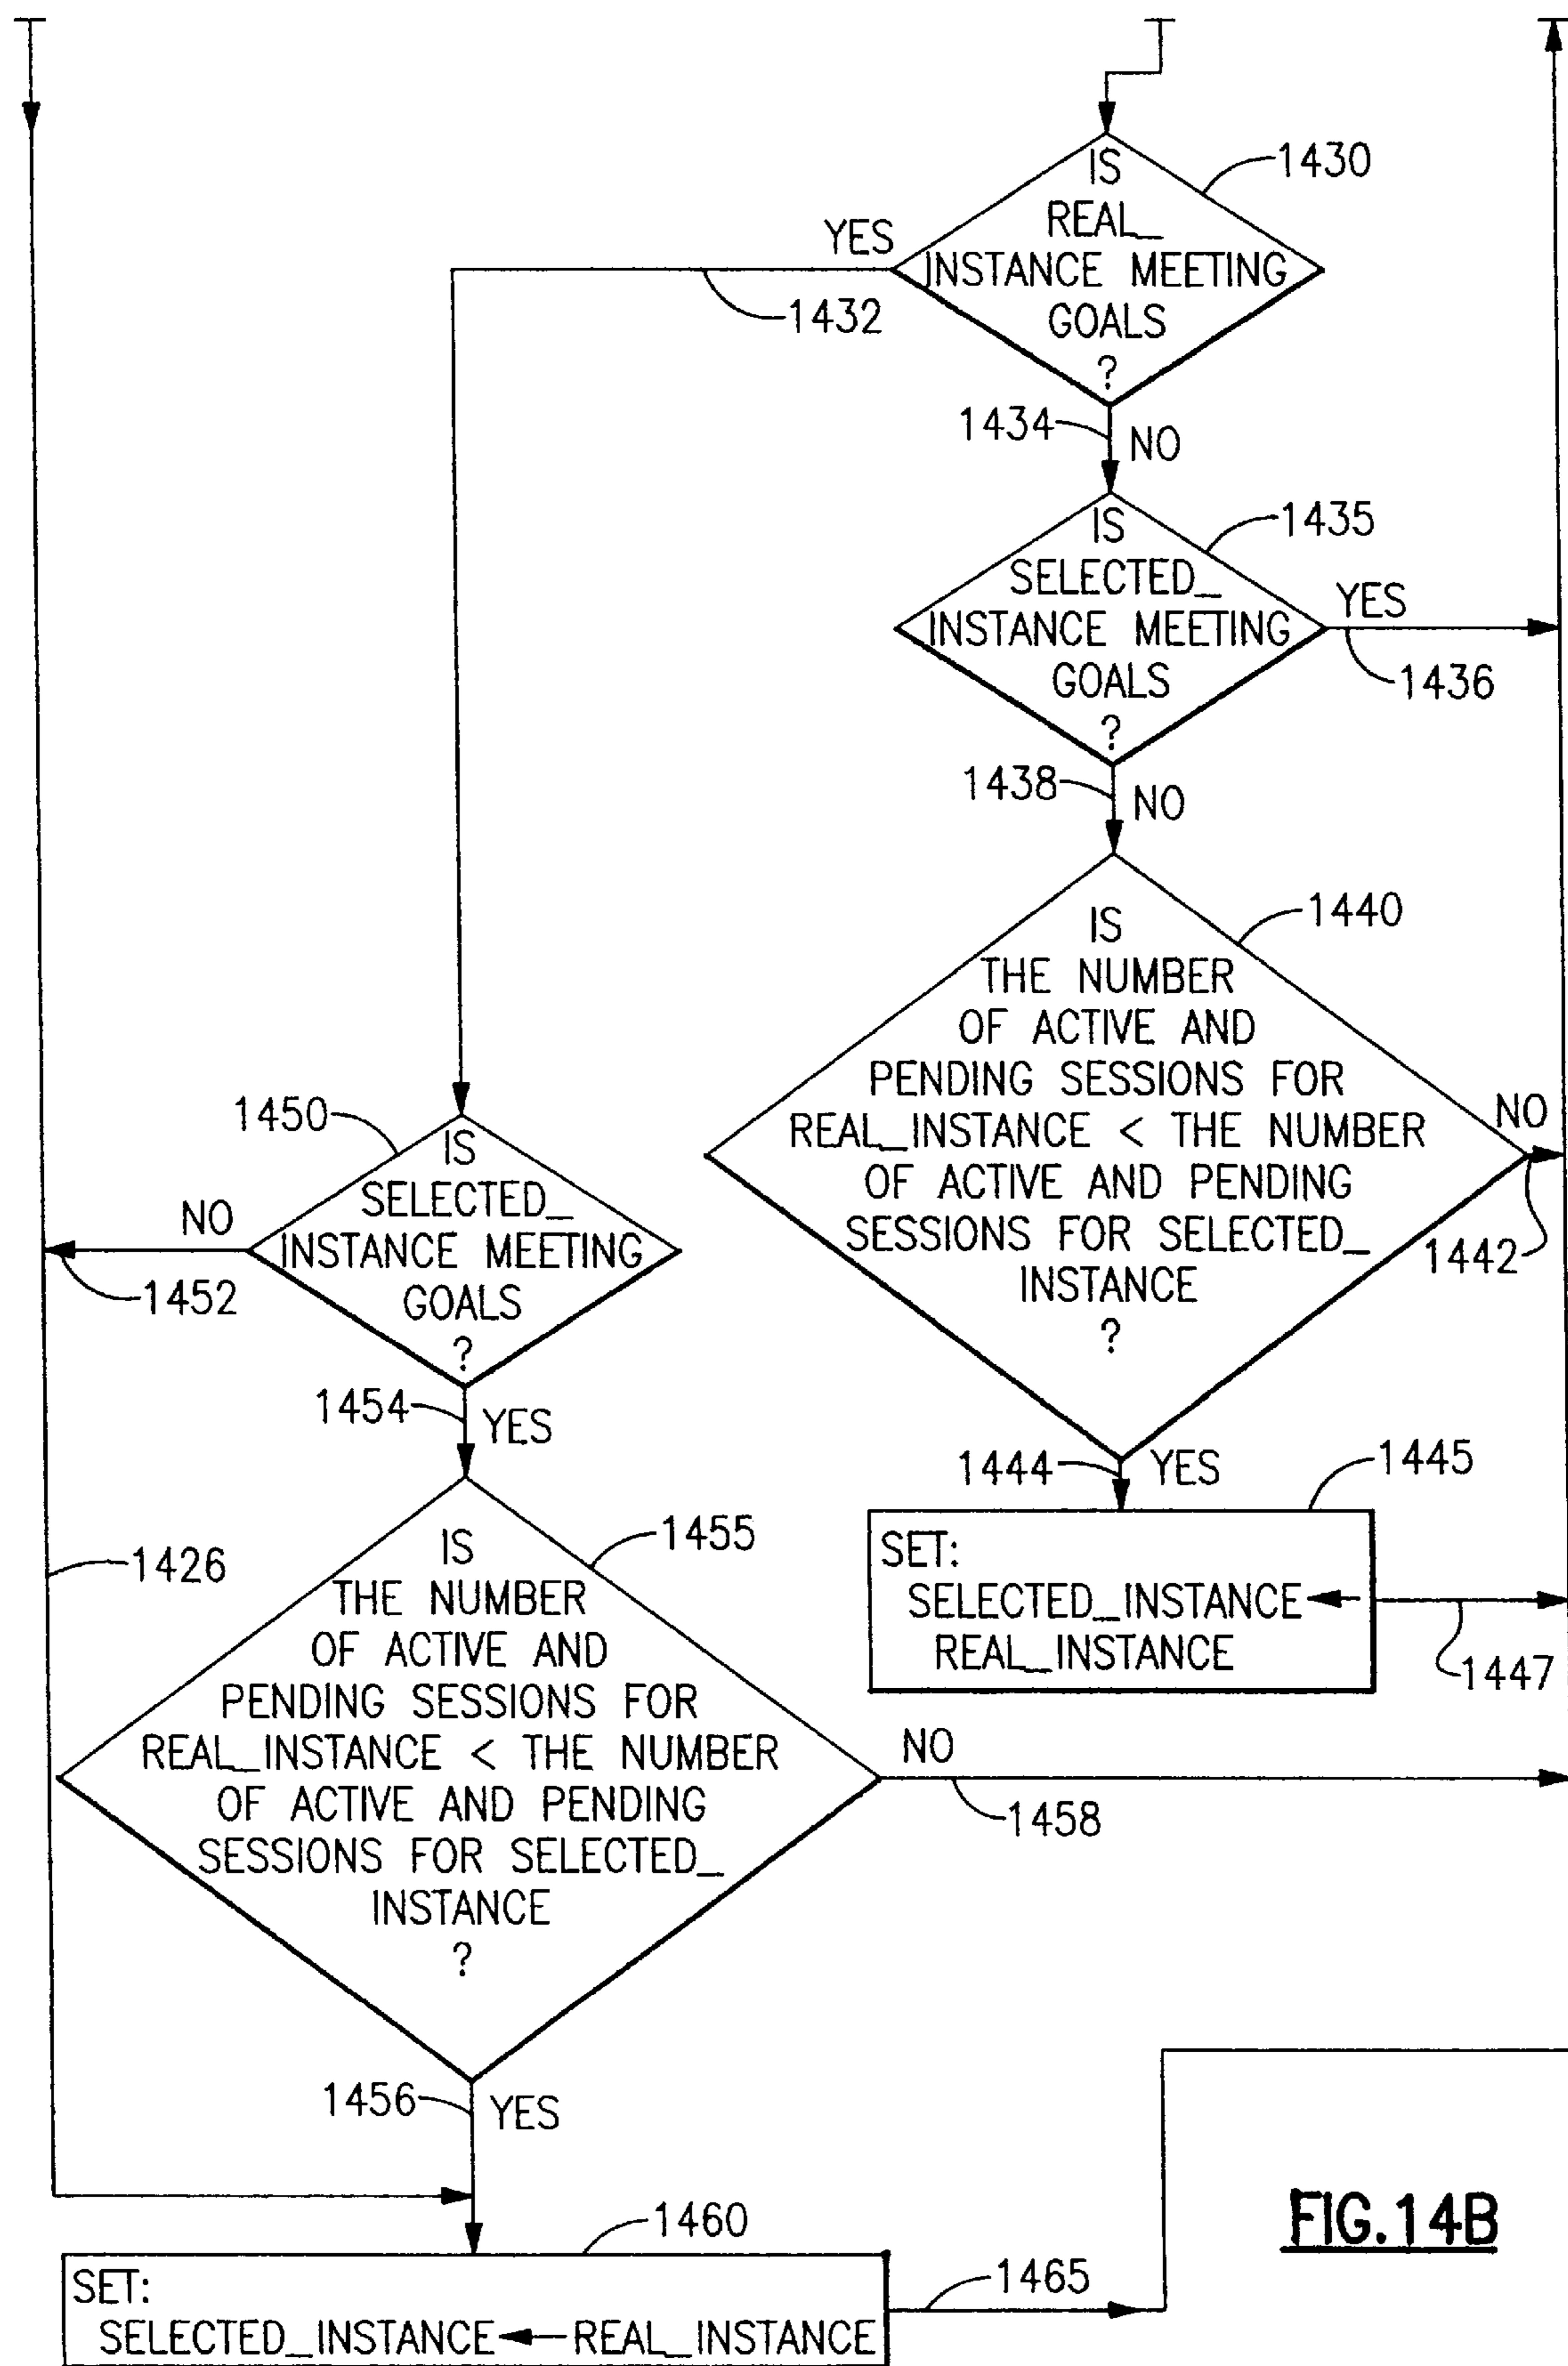 IS
REAL_
INSTANCE MEETING
GOALS
?
1430
YES
1432
1434
NO
IS
SELECTED_
INSTANCE MEETING
GOALS
?
1435
YES
1436
1438
NO
IS
THE NUMBER
OF ACTIVE AND
PENDING SESSIONS FOR
REAL_INSTANCE < THE NUMBER
OF ACTIVE AND PENDING
SESSIONS FOR SELECTED_
INSTANCE
?
1440
NO
1442
1444
YES
1445
SET:
SELECTED_INSTANCE ←
REAL_INSTANCE
1447
1450
IS
SELECTED_
INSTANCE MEETING
GOALS
?
NO
1452
1454
YES
1426
IS
THE NUMBER
OF ACTIVE AND
PENDING SESSIONS FOR
REAL_INSTANCE < THE NUMBER
OF ACTIVE AND PENDING
SESSIONS FOR SELECTED_
INSTANCE
?
1455
NO
1458
1456
YES
1460
SET:
SELECTED_INSTANCE ← REAL_INSTANCE
1465
FIG.14B